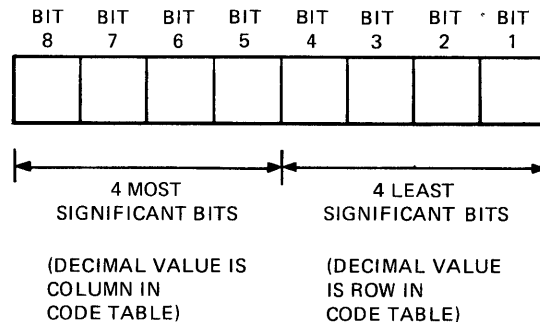 BIT BIT BIT BIT BIT BIT BIT BIT
8 7 6 5 4 3 2 1
4 MOST
SIGNIFICANT BITS
4 LEAST
SIGNIFICANT BITS
(DECIMAL VALUE IS
COLUMN IN
CODE TABLE)
(DECIMAL VALUE
IS ROW IN
CODE TABLE)